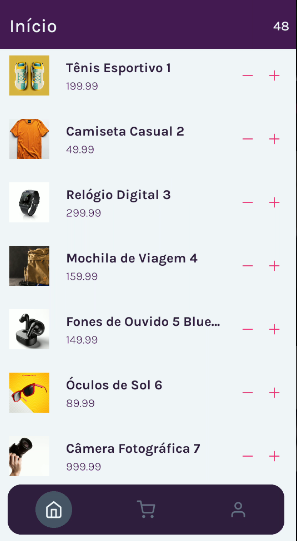 Início
48
Tênis Esportivo 1
199.99
Camiseta Casual 2
49.99
Relógio Digital 3
299.99
Mochila de Viagem 4
159.99
Fones de Ouvido 5 Blue...
149.99
Óculos de Sol 6
89.99
Câmera Fotográfica 7
999.99